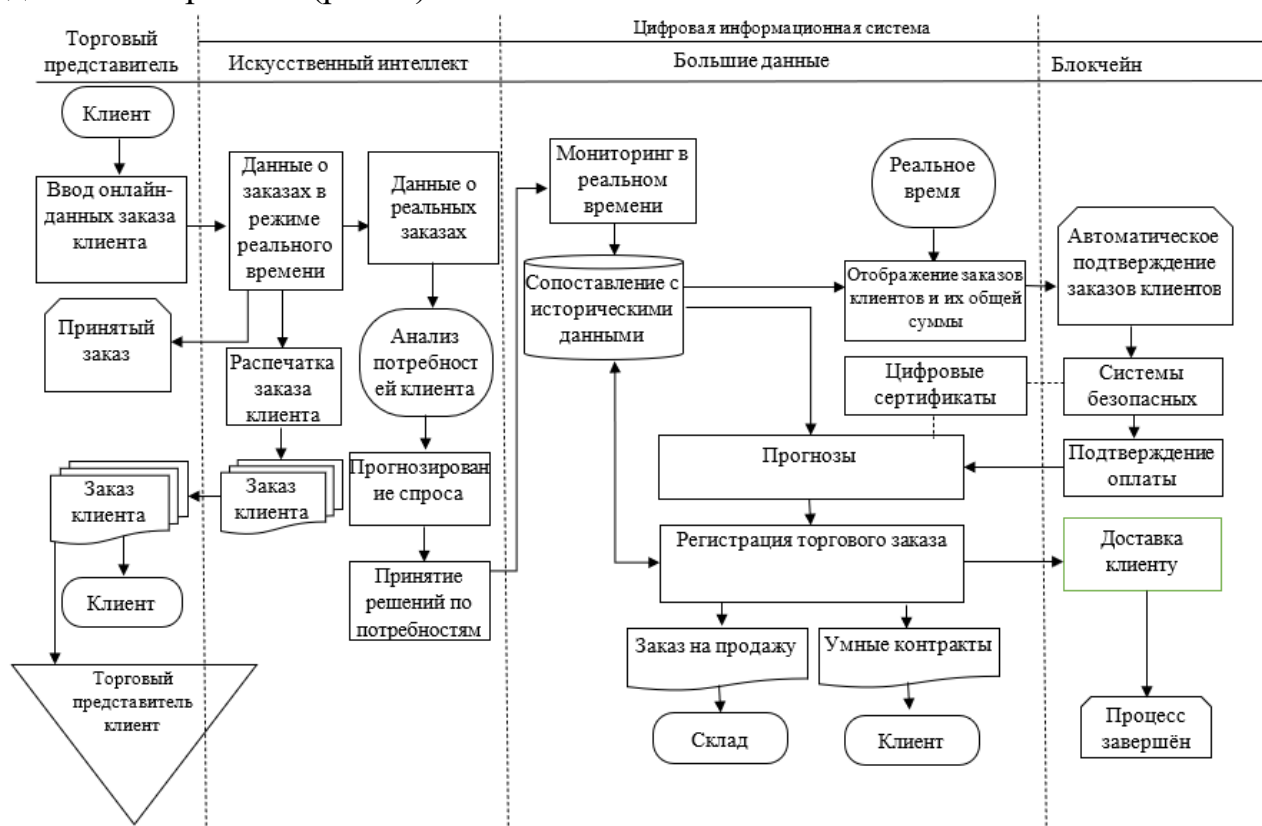 Торговый
представитель
Цифровая информационная система
Искусственный интеллект
Большие данные
Блокчейн
Клиент
Ввод онлайн-
данных заказа
клиента
Принятый
заказ
Заказ
клиента
Клиент
Торговый
представитель
клиент
Данные о
заказах в
режиме
реального
времени
Распечатка
заказа
клиента
Заказ
клиента
Данные о
реальных
заказах
Анализ
потребност
ей клиента
Прогнозирован
ие спроса
Принятие
решений по
потребностям
Мониторинг в
реальном
времени
Сопоставление с
историческими
данными
Реальное
время
Отображение заказов
клиентов и их общей
суммы
Цифровые
сертификаты
Прогнозы
Регистрация торгового заказа
Заказ на продажу
Умные контракты
Склад
Клиент
Автоматическое
подтверждение
заказов клиентов
Системы
безопасных
Подтверждение
оплаты
Доставка
клиенту
Процесс
завершён